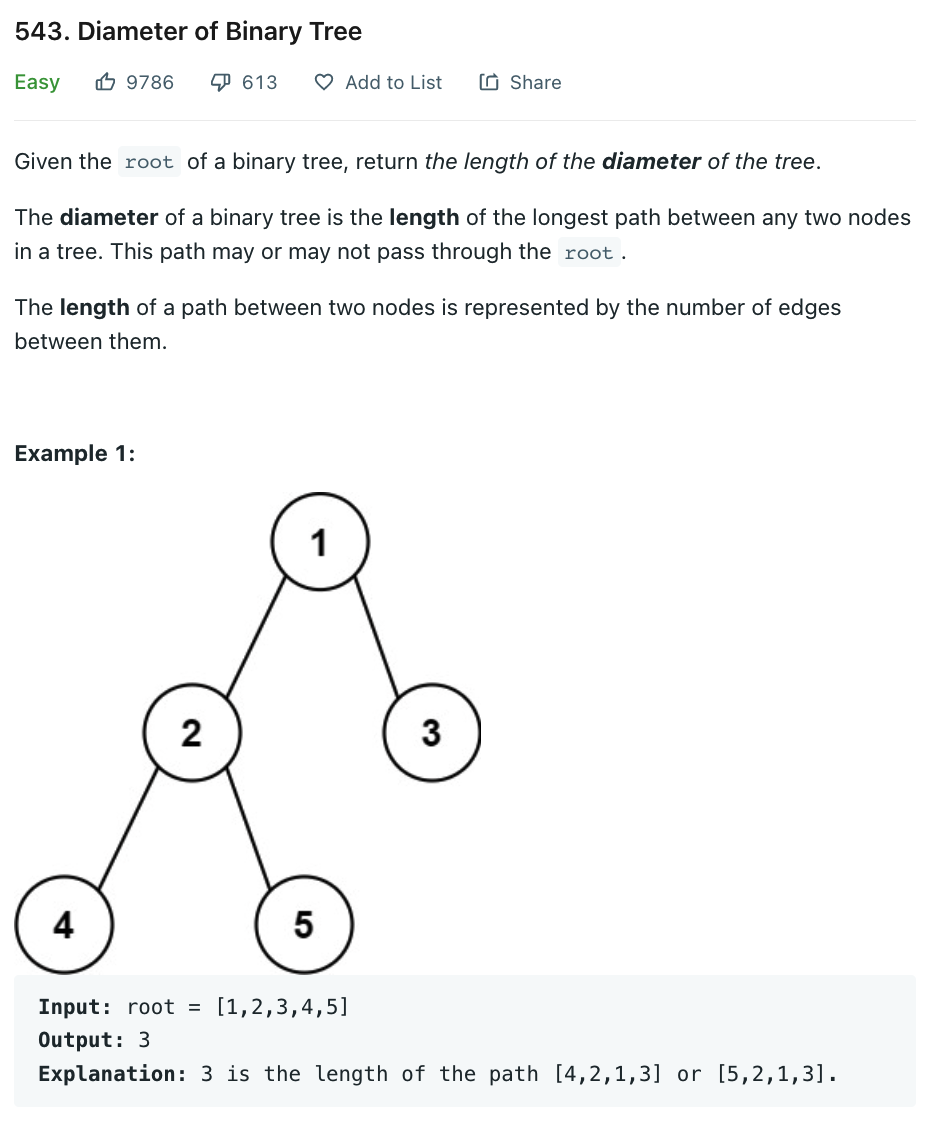 543. Diameter of Binary Tree
Easy 9786 613 Add to List Share
Given the root of a binary tree, return the length of the diameter of the tree.
The diameter of a binary tree is the length of the longest path between any two nodes
in a tree. This path may or may not pass through the root .
The length of a path between two nodes is represented by the number of edges
between them.
Example 1:
1
2 3
4 5
Input: root = [1,2,3,4,5]
Output: 3
Explanation: 3 is the length of the path [4,2,1,3] or [5,2,1,3].